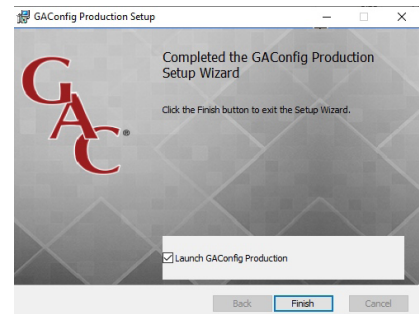 GAConfig Production Setup
GAC®
Completed the GAConfig Production
Setup Wizard
Click the Finish button to exit the Setup Wizard.
Launch GAConfig Production
Back Finish Cancel